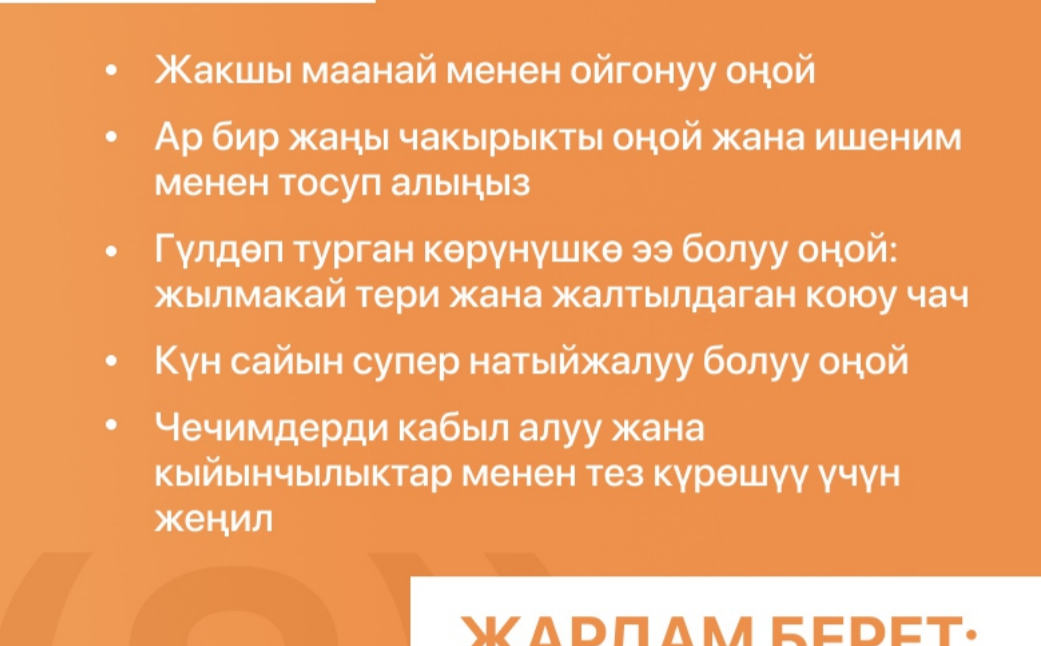 • Жакшы маанай менен ойгонуу оңой
• Ар бир жаңы чакырыкты оңой жана ишеним
менен тосуп алыңыз
• Гүлдөп турган көрүнүшкө ээ болуу оңой:
жылмакай тери жана жалтылдаган коюу чач
• Күн сайын супер натыйжалуу болуу оңой
• Чечимдерди кабыл алуу жана
кыйынчылыктар менен тез күрөшүү үчүн
жеңил
ЖАРДАМ БЕРЕТ: